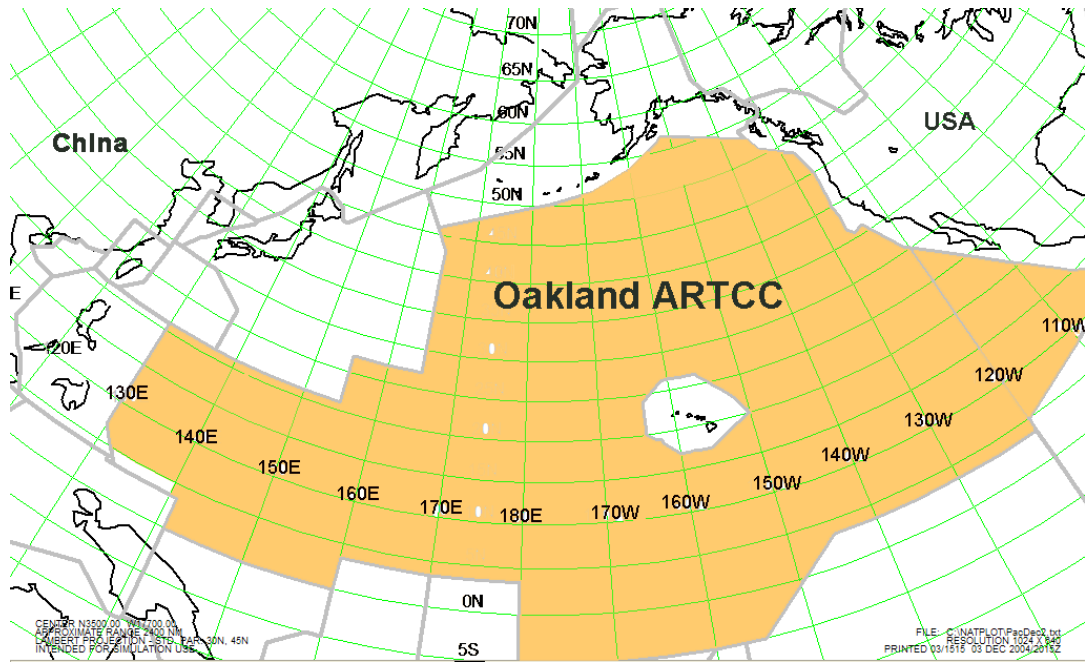 70N
65N
60N
55N
50N
China
USA
Oakland ARTCC
E
120E
130E
140E
150E
160E
170E
180E
170W
160W
150W
140W
130W
120W
110W
0N
5S
CENTER N3500.00 W17700.00
APPROXIMATE RANGE 2400 NM
LAMBERT PROJECTION - STD. PAR. 30N, 45N
INTENDED FOR SIMULATION USE
FILE: C:\NATPLOT\PacDec2.txt
RESOLUTION 1024 X 640
PRINTED 03/1515 03 DEC 2004/2015Z